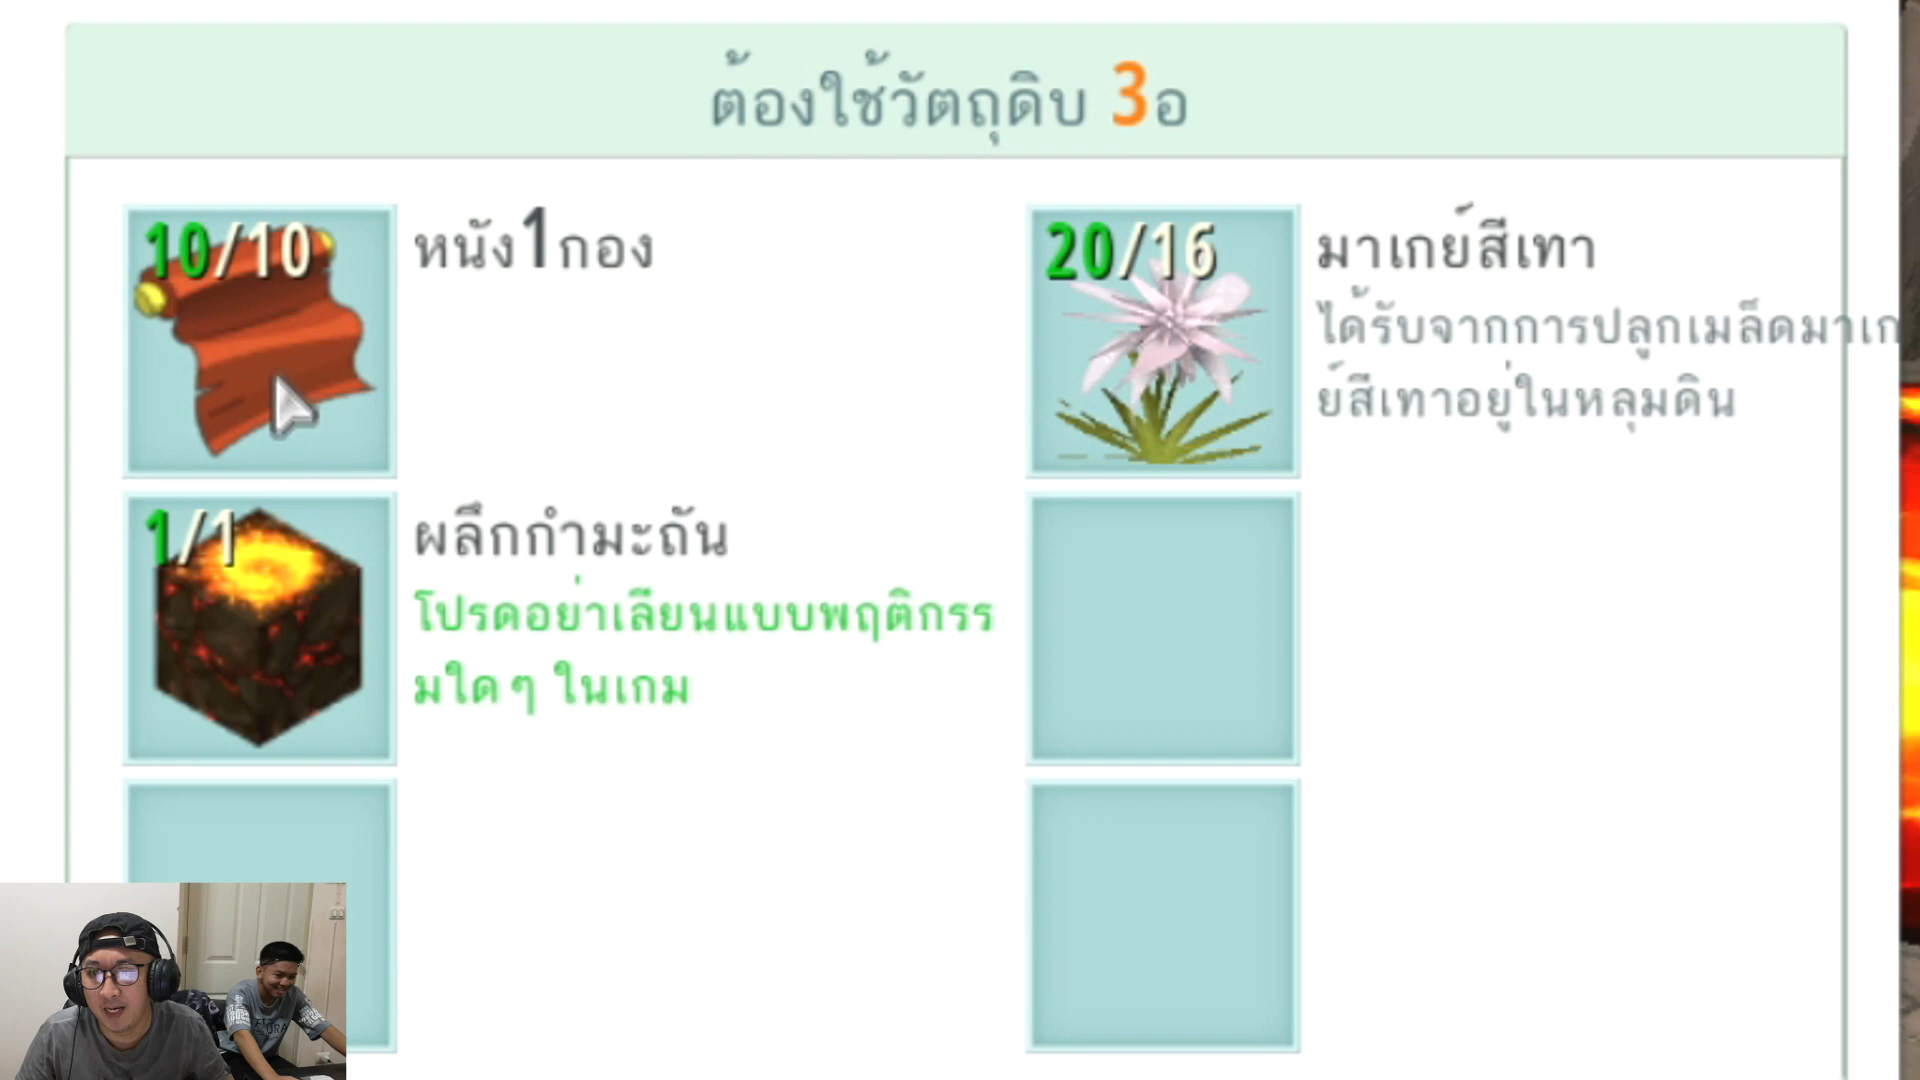 ต้องใช้วัตถุดิบ 3อ
10/10
หนัง1กอง
20/16
มาเกย์สีเทา
ได้รับจากการปลูกเมล็ดมาเก
ย์สีเทาอยู่ในหลุมดิน
1/1
ผลึกกำมะถัน
โปรดอย่าเลียนแบบพฤติกรร
มใดๆ ในเกม